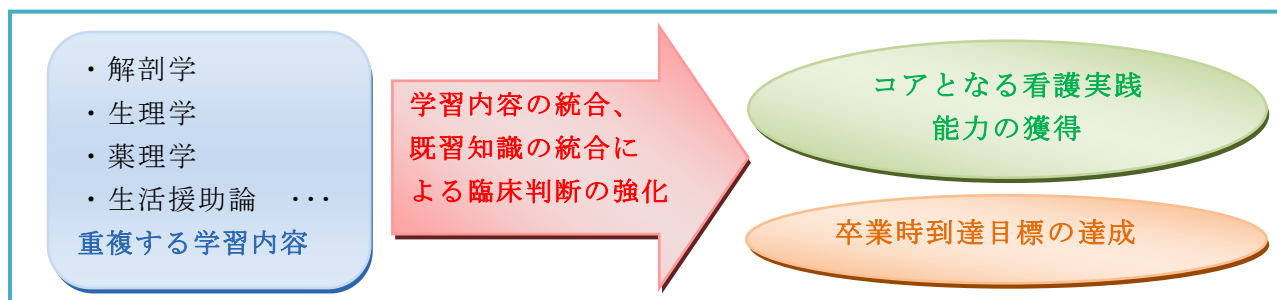 ・解剖学
・生理学
・薬理学
・生活援助論　･･･
重複する学習内容
学習内容の統合、
既習知識の統合に
よる臨床判断の強化
コアとなる看護実践
能力の獲得
卒業時到達目標の達成